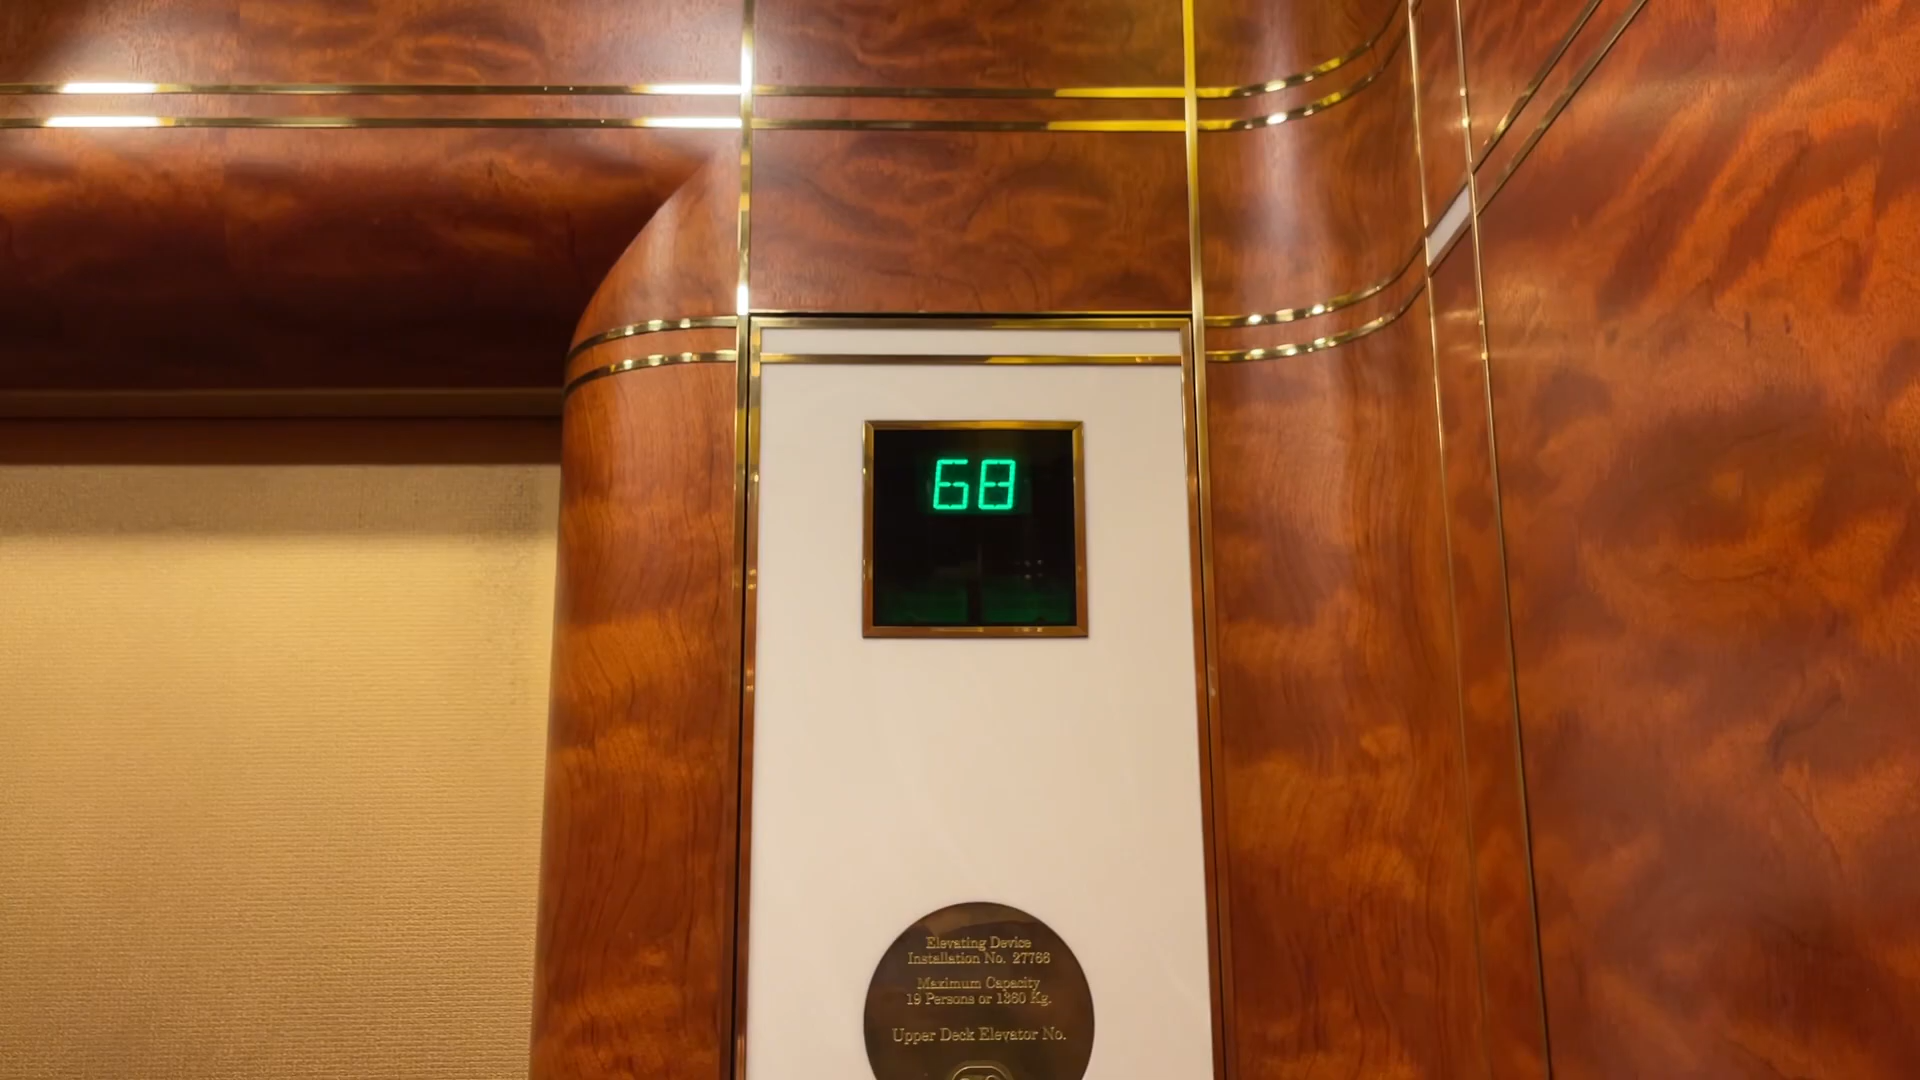 68
Elevating Device
Installation No. 27766
Maximum Capacity
19 Persons or 1360 Kg.
Upper Deck Elevator No.